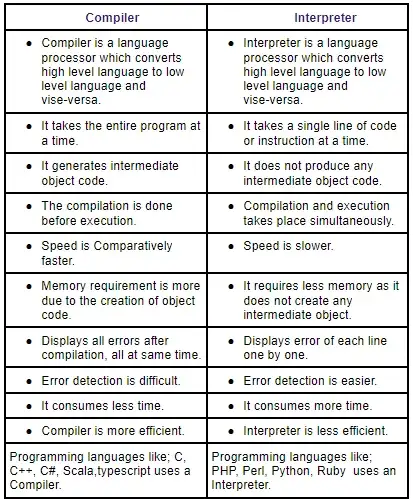 Compiler
Interpreter
Compiler is a language
processor which converts
high level language to low
level language and
vise-versa.
Interpreter is a language
processor which converts
high level language to low
level language and
vise-versa.
It takes the entire program at
a time.
It takes a single line of code
or instruction at a time.
It generates intermediate
object code.
It does not produce any
intermediate object code.
The compilation is done
before execution.
Compilation and execution
takes place simultaneously.
Speed is Comparatively
faster.
Speed is slower.
Memory requirement is more
due to the creation of object
code.
It requires less memory as it
does not create any
intermediate object.
Displays all errors after
compilation, all at same time.
Displays error of each line
one by one.
Error detection is difficult.
Error detection is easier.
It consumes less time.
It consumes more time.
Compiler is more efficient.
Interpreter is less efficient.
Programming languages like; C,
C++, C#, Scala,typescript uses a
Compiler.
Programming languages like;
PHP, Perl, Python, Ruby uses an
Interpreter.